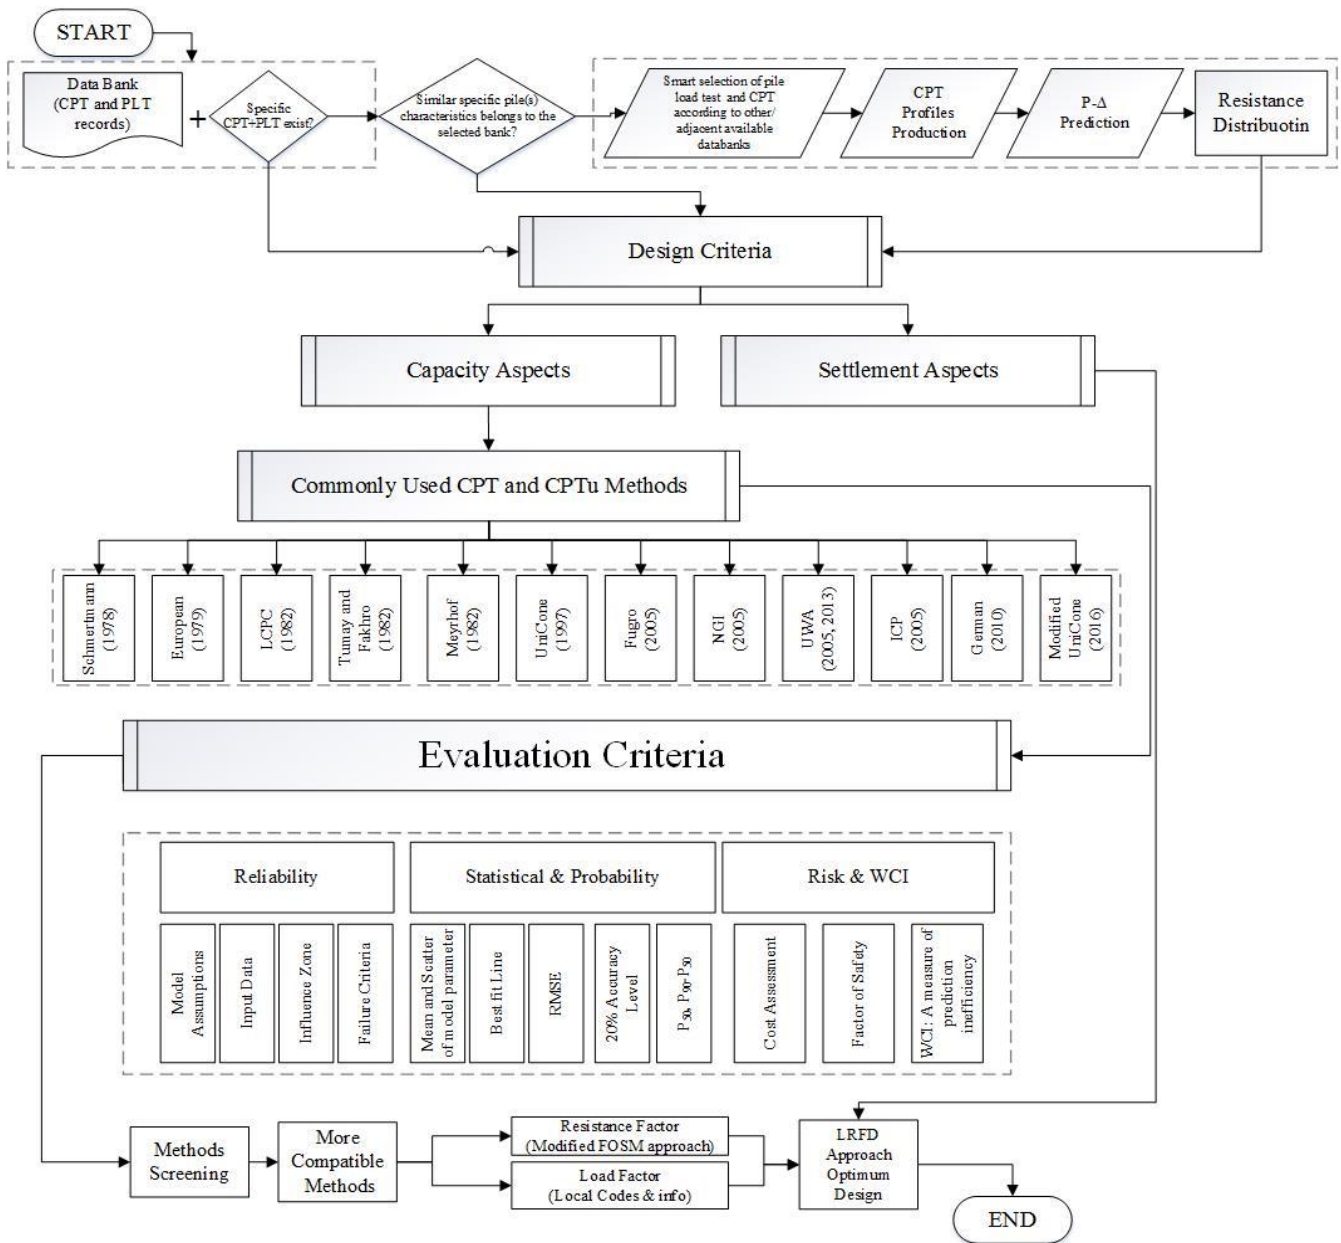 START
Data Bank
(CPT and PLT
records)
+
Specific
CPT+PLT exist?
Similar specific pile(s)
characteristics belongs to the
selected bank?
Smart selection of pile
load test and CPT
according to other/
adjacent available
databanks
CPT
Profiles
Production
P-Δ
Prediction
Resistance
Distribuotin
Design Criteria
Capacity Aspects
Settlement Aspects
Commonly Used CPT and CPTu Methods
Schmertmann
(1978)
European
(1979)
LCPC
(1982)
Tumay and
Fakhro
(1982)
Meyrhof
(1982)
UniCone
(1997)
Fugro
(2005)
NGI
(2005)
UWA
(2005, 2013)
ICP
(2005)
German
(2010)
Modified
UniCone
(2016)
Evaluation Criteria
Reliability
Statistical & Probability
Risk & WCI
Model
Assumptions
Input Data
Influence Zone
Failure Criteria
Mean and Scatter
of model parameter
Best fit Line
RMSE
20% Accuracy
Level
P50, P90-P50
Cost Assessment
Factor of Safety
WCI: A measure of
prediction
inefficiency
Methods
Screening
More
Compatible
Methods
Resistance Factor
(Modified FOSM approach)
Load Factor
(Local Codes & info)
LRFD
Approach
Optimum
Design
END